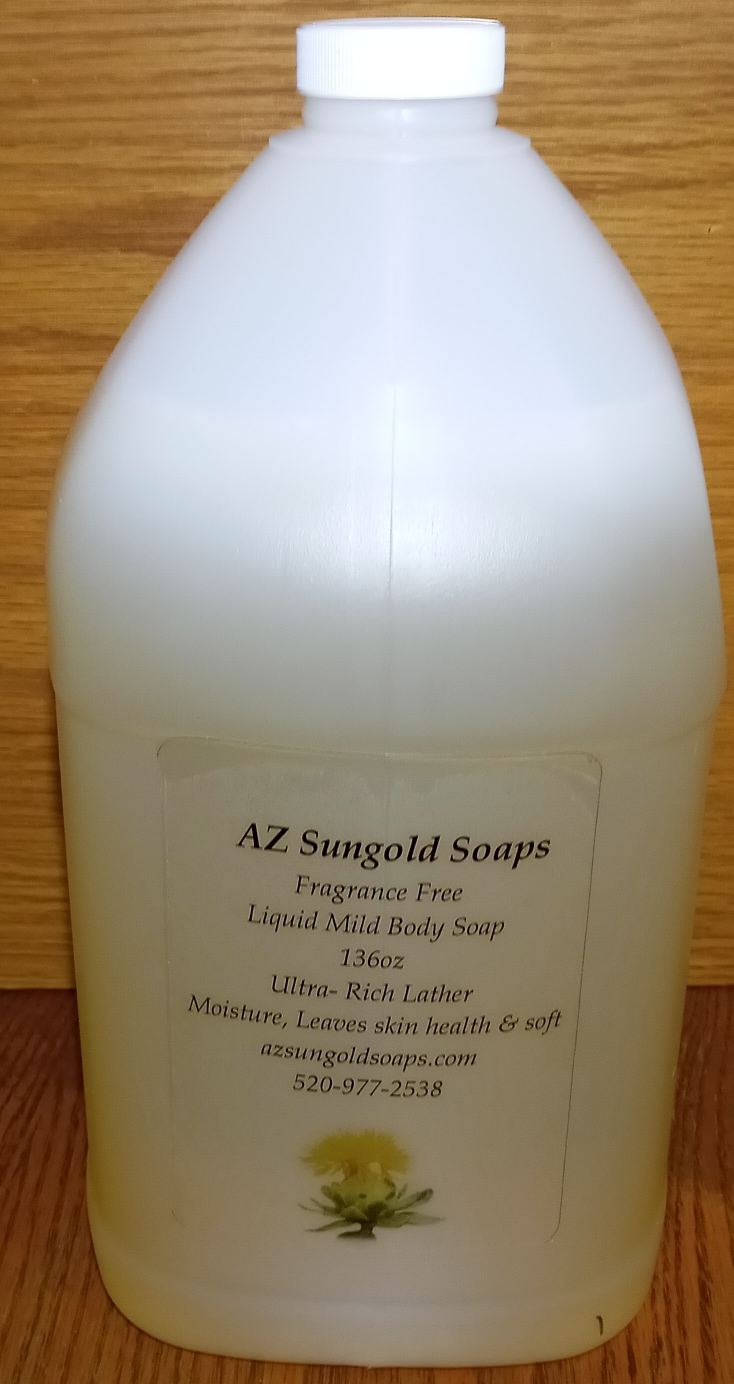 AZ Sungold Soaps
Fragrance Free
Liquid Mild Body Soap
136oz
Ultra- Rich Lather
Moisture, Leaves skin health & soft
azsungoldsoaps.com
520-977-2538